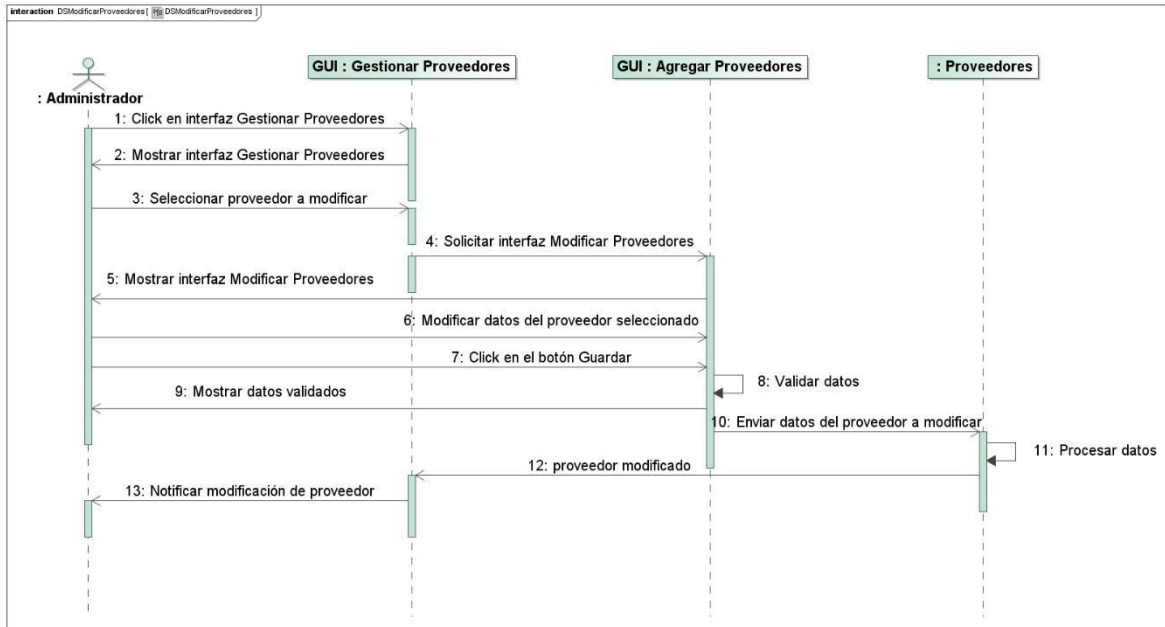 interaction DSModificarProveedores [ DSModificarProveedores ]
: Administrador
GUI : Gestionar Proveedores
GUI : Agregar Proveedores
: Proveedores
1: Click en interfaz Gestionar Proveedores
2: Mostrar interfaz Gestionar Proveedores
3: Seleccionar proveedor a modificar
4: Solicitar interfaz Modificar Proveedores
5: Mostrar interfaz Modificar Proveedores
6: Modificar datos del proveedor seleccionado
7: Click en el botón Guardar
8: Validar datos
9: Mostrar datos validados
10: Enviar datos del proveedor a modificar
11: Procesar datos
12: proveedor modificado
13: Notificar modificación de proveedor